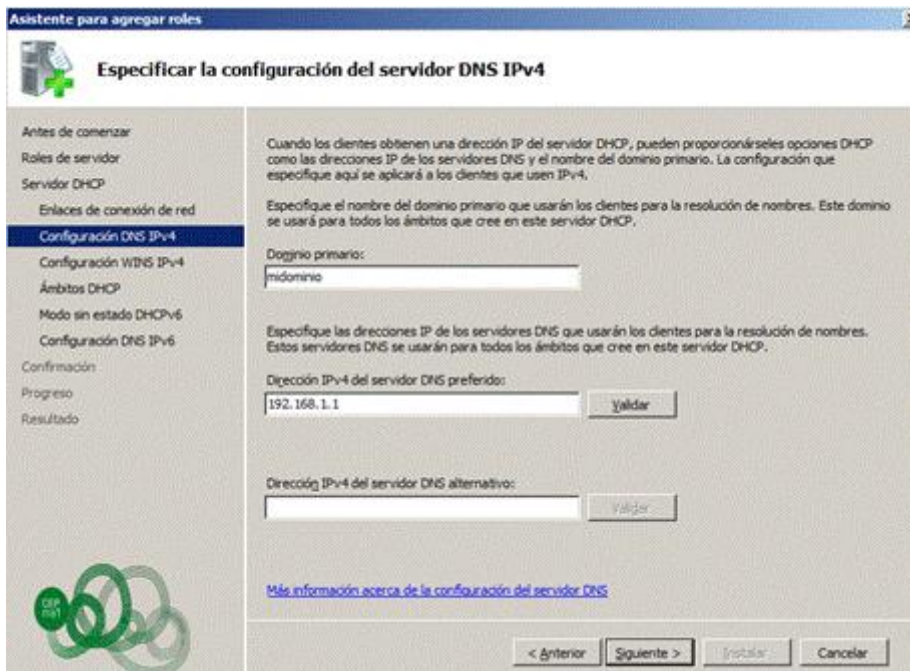 Asistente para agregar roles
Especificar la configuración del servidor DNS IPv4
Antes de comenzar
Roles de servidor
Servidor DHCP
Enlaces de conexión de red
Configuración DNS IPv4
Configuración WINS IPv4
Ámbitos DHCP
Modo sin estado DHCPv6
Configuración DNS IPv6
Confirmación
Progreso
Resultado
Cuando los clientes obtienen una dirección IP del servidor DHCP, pueden proporcionárseles opciones DHCP
como las direcciones IP de los servidores DNS y el nombre del dominio primario. La configuración que
especifique aquí se aplicará a los clientes que usen IPv4.
Especifique el nombre del dominio primario que usarán los clientes para la resolución de nombres. Este dominio
se usará para todos los ámbitos que cree en este servidor DHCP.
Dominio primario:
midominio
Especifique las direcciones IP de los servidores DNS que usarán los clientes para la resolución de nombres.
Estos servidores DNS se usarán para todos los ámbitos que cree en este servidor DHCP.
Dirección IPv4 del servidor DNS preferido:
192.168.1.1
Validar
Dirección IPv4 del servidor DNS alternativo:
Validar
Más información acerca de la configuración del servidor DNS
< Anterior
Siguiente >
Instalar
Cancelar